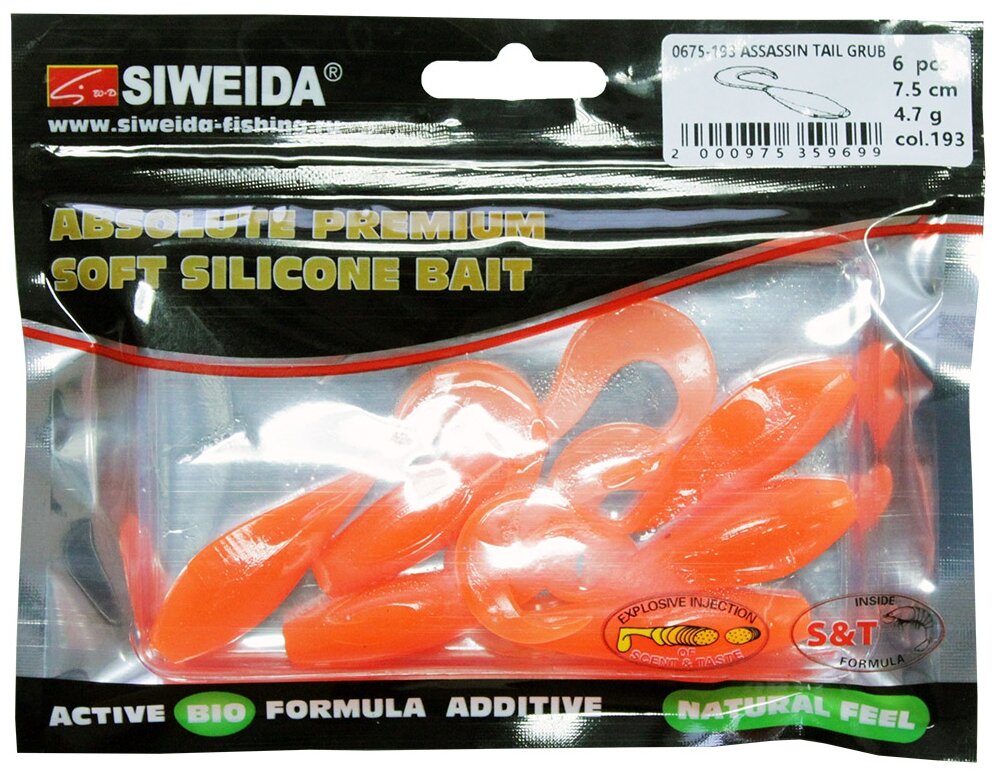 SIWEIDA®
www.siweida-fishing.ru
0675-193 ASSASSIN TAIL GRUB
6 pcs
7.5 cm
4.7 g
col.193
2 000975 359699
ABSOLUTE PREMIUM
SOFT SILICONE BAIT
EXPLOSIVE INJECTION
OF
SCENT & TASTE
INSIDE
S&T
FORMULA
ACTIVE BIO FORMULA ADDITIVE
NATURAL FEEL